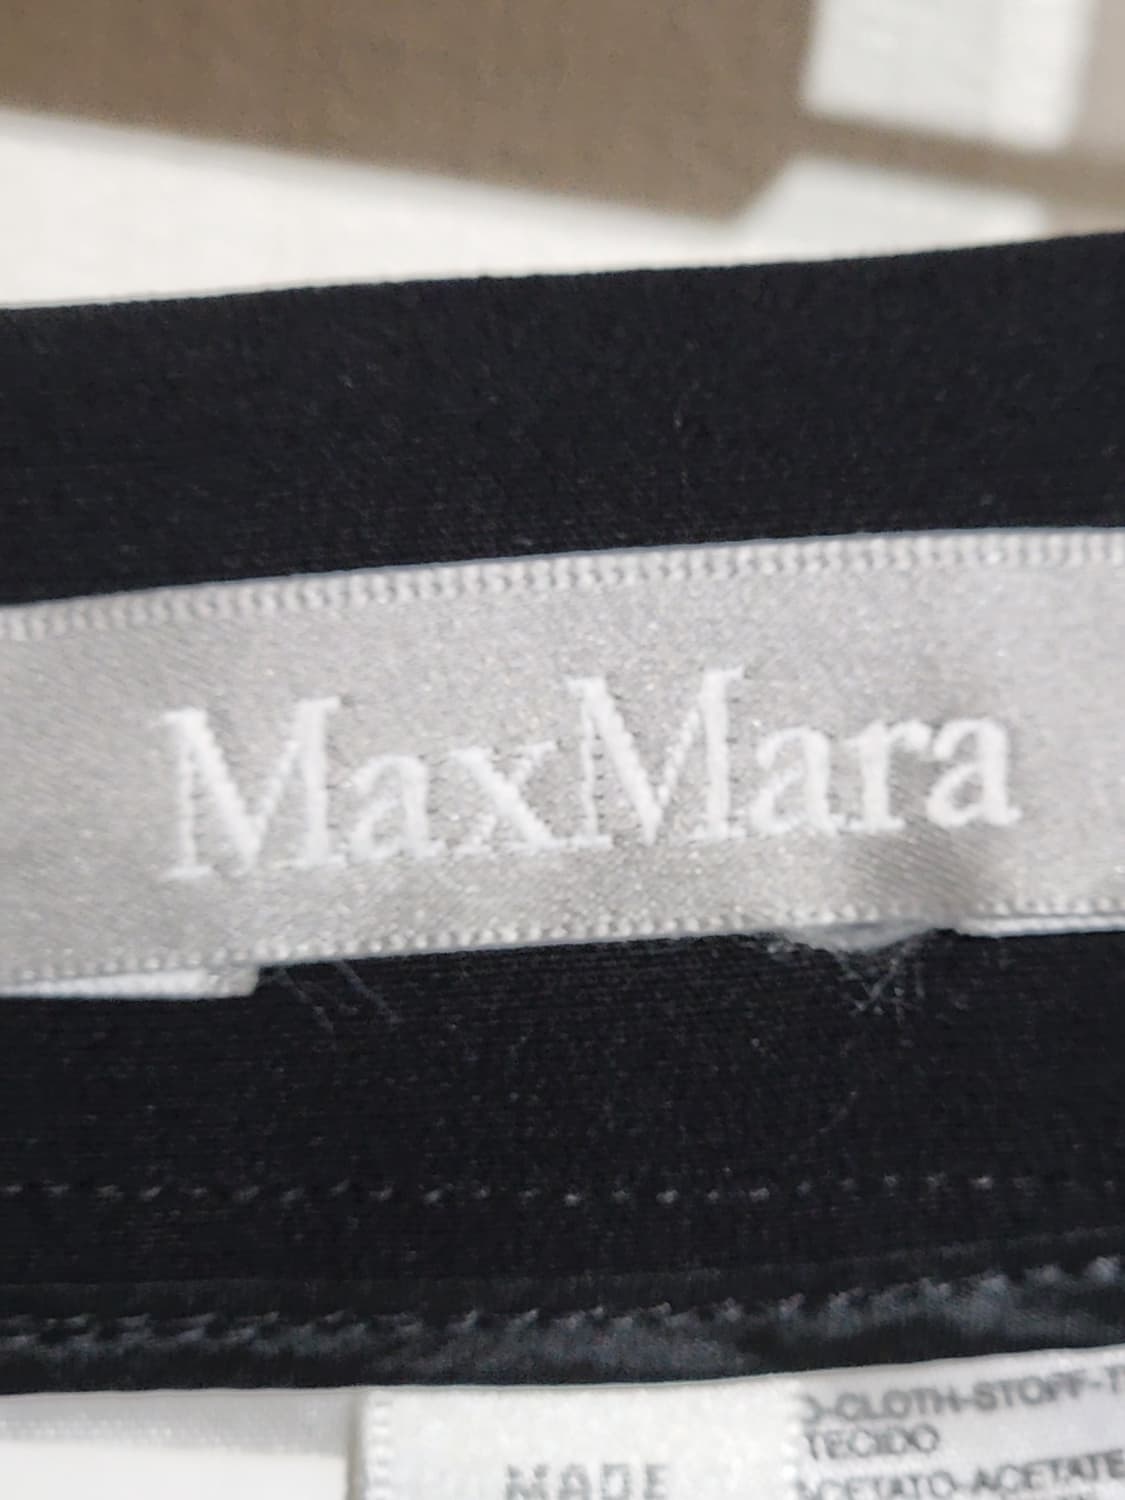 MaxMara
MADE
O-CLOTH-STOFF-T
TECIDO
ACETATO-ACETATE